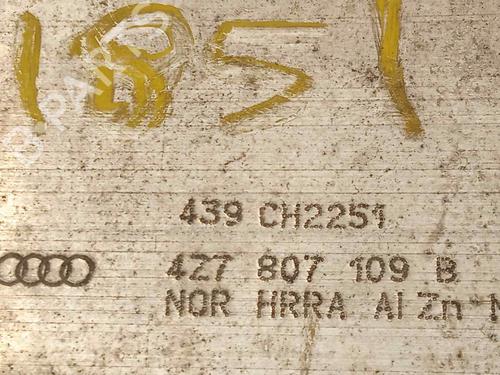 1851
439 CH2251
4Z7 807 109 B
NOR HRRA Al Zn